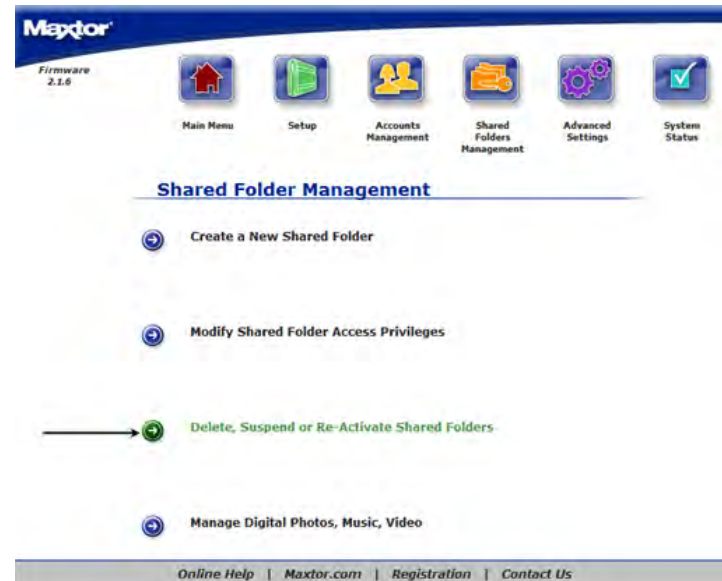 Maxtor
Firmware
2.1.6
Main Menu
Setup
Accounts
Management
Shared
Folders
Management
Advanced
Settings
System
Status
Shared Folder Management
Create a New Shared Folder
Modify Shared Folder Access Privileges
Delete, Suspend or Re-Activate Shared Folders
Manage Digital Photos, Music, Video
Online Help | Maxtor.com | Registration | Contact Us